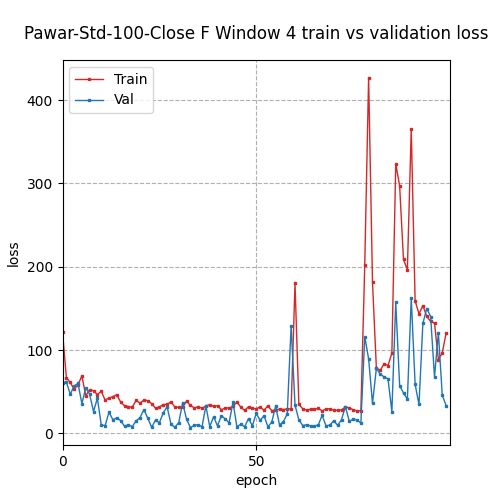 Pawar-Std-100-Close F Window 4 train vs validation loss
Train
Val
400
300
200
100
0
loss
0
50
epoch